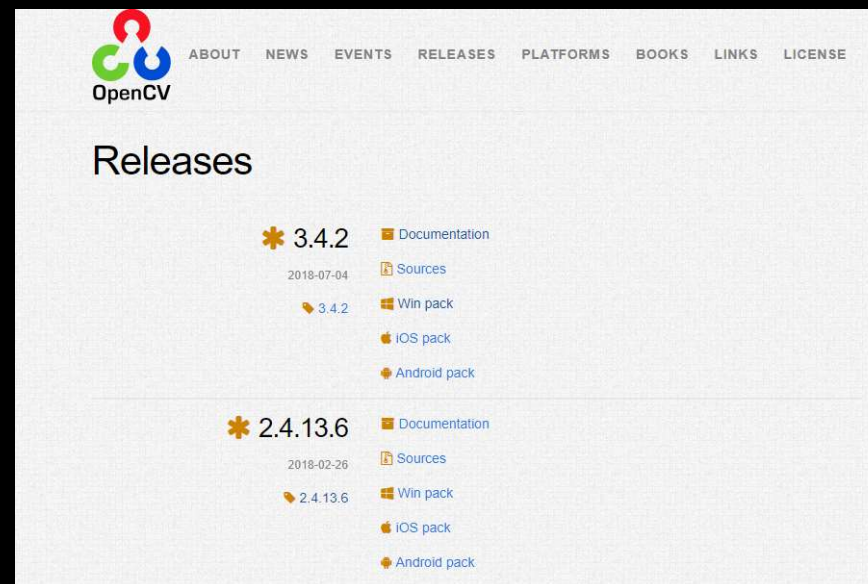 OpenCV
ABOUT NEWS EVENTS RELEASES PLATFORMS BOOKS LINKS LICENSE
Releases
3.4.2
2018-07-04
3.4.2
Documentation
Sources
Win pack
iOS pack
Android pack
2.4.13.6
2018-02-26
2.4.13.6
Documentation
Sources
Win pack
iOS pack
Android pack